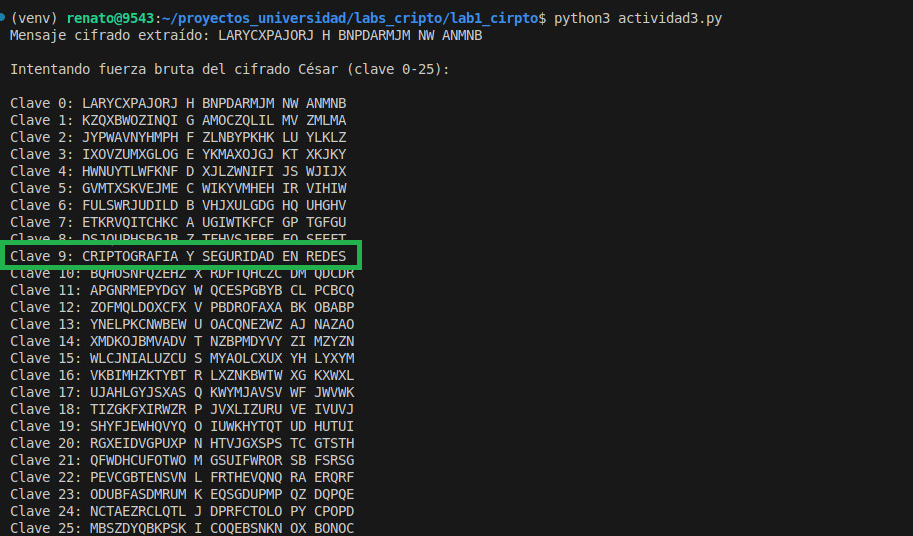 (venv) renato@9543:~/proyectos_universidad/labs_cripto/lab1_cirpto$ python3 actividad3.py
Mensaje cifrado extraído: LARYCXPAJORJ H BNPDARMJM NW ANMNB
Intentando fuerza bruta del cifrado César (clave 0-25):
Clave 0: LARYCXPAJORJ H BNPDARMJM NW ANMNB
Clave 1: KZQXBWOZINQI G AMOCZQLIL MV ZMLMA
Clave 2: JYPWAVNYHMPH F ZLNBYPKHK LU YLKLZ
Clave 3: IXOVZUMXGLOG E YKMAXOJGJ KT XKJKY
Clave 4: HWNUYTLWFKNF D XJLZWNIFI JS WJIJX
Clave 5: GVMTXSKVEJME C WIKYVMHEH IR VIHIW
Clave 6: FULSWRJUDILD B VHJXULGDG HQ UHGHV
Clave 7: ETKRVQITCHKC A UGIWTKFCF GP TGFGU
Clave 8: DSJQUPHSBGJB Z TFHVSJEBE FO SFEFT
Clave 9: CRIPTOGRAFIA Y SEGURIDAD EN REDES
Clave 10: BQHOSNFQZEHZ X RDFTQHCZC DM QDCDR
Clave 11: APGNRMEPYDGY W QCESPGBYB CL PCBCQ
Clave 12: ZOFMQLDOXCFX V PBDROFAXA BK OBABP
Clave 13: YNELPKCNWBEW U OACQNEZWZ AJ NAZAO
Clave 14: XMDKOJBMVADV T NZBPMDYVY ZI MZYZN
Clave 15: WLCJNIALUZCU S MYAOLCXUX YH LYXYM
Clave 16: VKBIMHZKTYBT R LXZNKBWTW XG KXWXL
Clave 17: UJAHLGYJSXAS Q KWYMJAVSV WF JWVWK
Clave 18: TIZGKFXIRWZR P JVXLIZURU VE IVUVJ
Clave 19: SHYFJEWHQVYQ O IUWKHYTQT UD HUTUI
Clave 20: RGXEIDVGPUXP N HTVJGXSPS TC GTSTH
Clave 21: QFWDHCUFOTWO M GSUIFWROR SB FSRSG
Clave 22: PEVCGBTENSVN L FRTHEVQNQ RA ERQRF
Clave 23: ODUBFASDMRUM K EQSGDUPMP QZ DQPQE
Clave 24: NCTAEZRCLQTL J DPRFCTOLO PY CPOPD
Clave 25: MBSZDYQBKPSK I COQEBSNKN OX BONOC